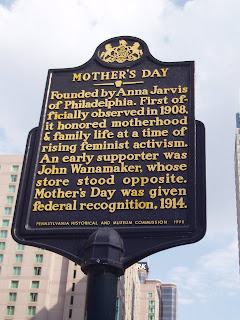 MOTHER'S DAY
Founded by Anna Jarvis
of Philadelphia. First of-
ficially observed in 1908,
it honored motherhood
& family life at a time of
rising feminist activism.
An early supporter was
John Wanamaker, whose
store stood opposite.
Mother's Day was given
federal recognition, 1914.
PENNSYLVANIA HISTORICAL AND MUSEUM COMMISSION 1998